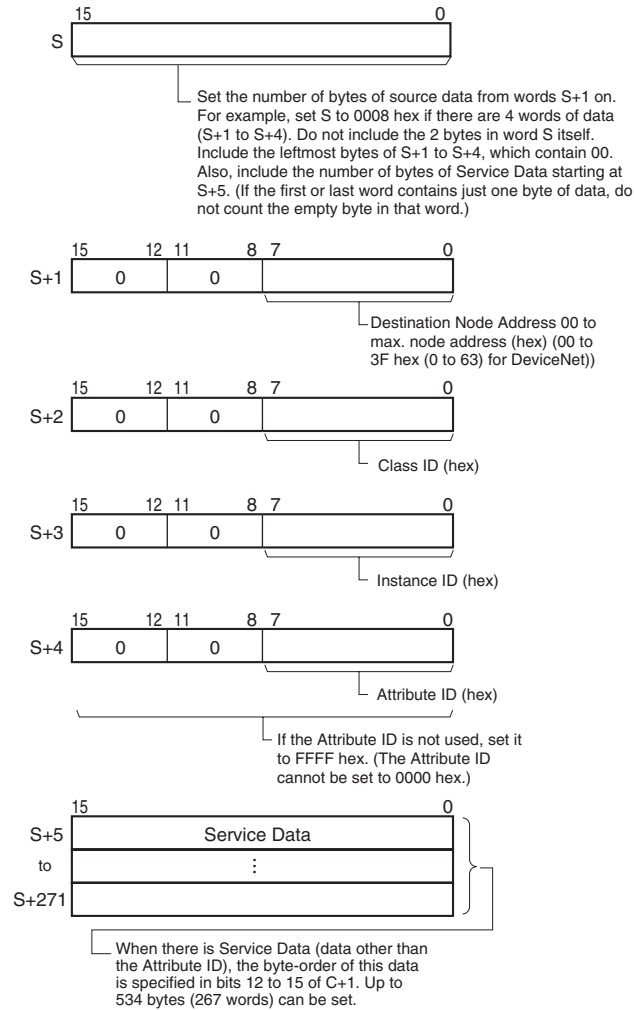 15 0
S
Set the number of bytes of source data from words S+1 on.
For example, set S to 0008 hex if there are 4 words of data
(S+1 to S+4). Do not include the 2 bytes in word S itself.
Include the leftmost bytes of S+1 to S+4, which contain 00.
Also, include the number of bytes of Service Data starting at
S+5. (If the first or last word contains just one byte of data, do
not count the empty byte in that word.)
15 12 11 8 7 0
S+1 0 0
Destination Node Address 00 to
max. node address (hex) (00 to
3F hex (0 to 63) for DeviceNet))
15 12 11 8 7 0
S+2 0 0
Class ID (hex)
15 12 11 8 7 0
S+3 0 0
Instance ID (hex)
15 12 11 8 7 0
S+4 0 0
Attribute ID (hex)
If the Attribute ID is not used, set it
to FFFF hex. (The Attribute ID
cannot be set to 0000 hex.)
15 0
S+5 Service Data
to ⋮
S+271
When there is Service Data (data other than
the Attribute ID), the byte-order of this data
is specified in bits 12 to 15 of C+1. Up to
534 bytes (267 words) can be set.